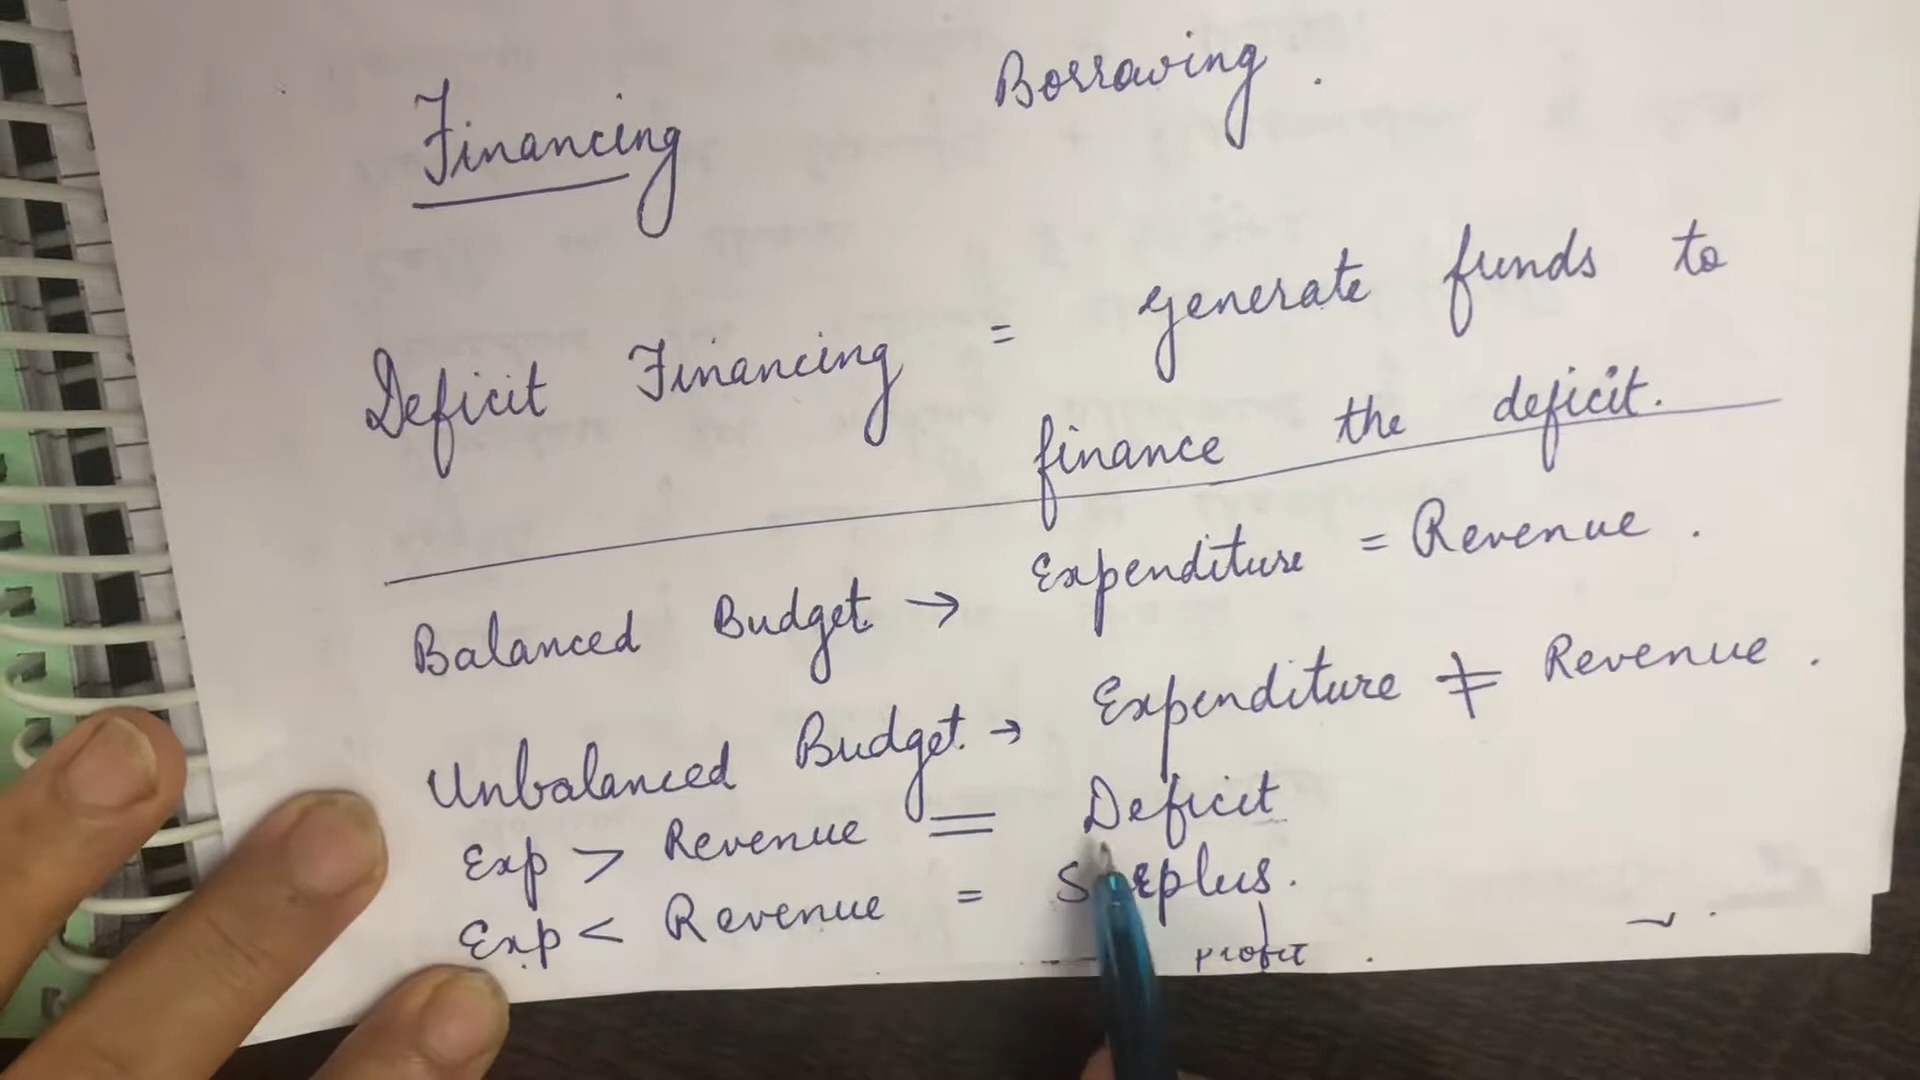 Financing Borrowing.
Deficit Financing = generate funds to
finance the deficit.
Balanced Budget → Expenditure = Revenue.
Unbalanced Budget → Expenditure ≠ Revenue.
Exp > Revenue = Deficit
Exp < Revenue = Surplus.
profit